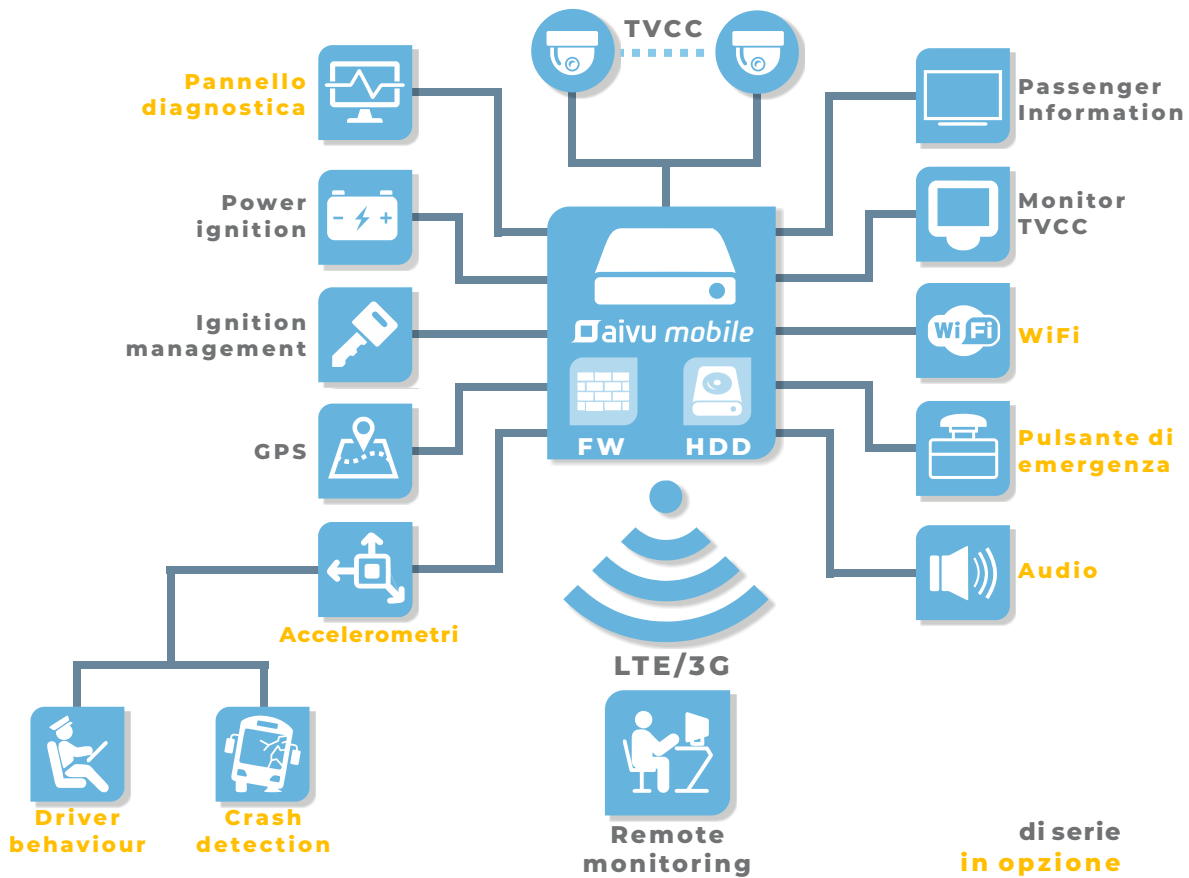 TVCC
Pannello
diagnostica
Passenger
Information
Power
ignition
Monitor
TVCC
Ignition
management
aivu mobile
WiFi
WiFi
GPS
FW
HDD
Pulsante di
emergenza
Accelerometri
Audio
LTE/3G
Driver
behaviour
Crash
detection
Remote
monitoring
di serie
in opzione